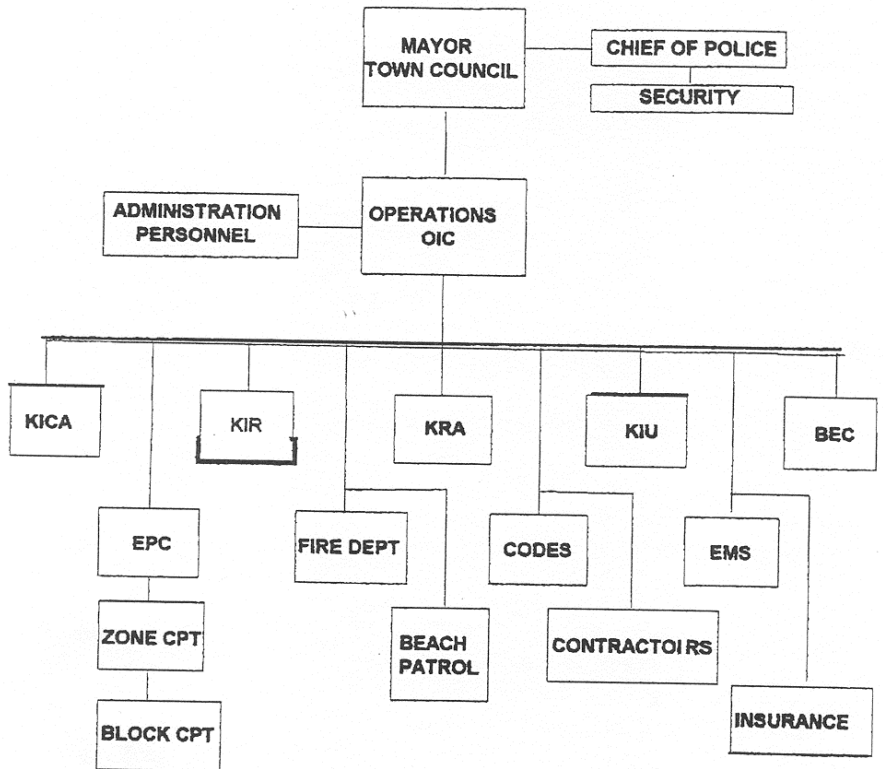 MAYOR
TOWN COUNCIL
CHIEF OF POLICE
SECURITY
ADMINISTRATION
PERSONNEL
OPERATIONS
OIC
KICA
KIR
KRA
KIU
BEC
EPC
FIRE DEPT
CODES
EMS
ZONE CPT
BEACH
PATROL
CONTRACTOIRS
BLOCK CPT
INSURANCE